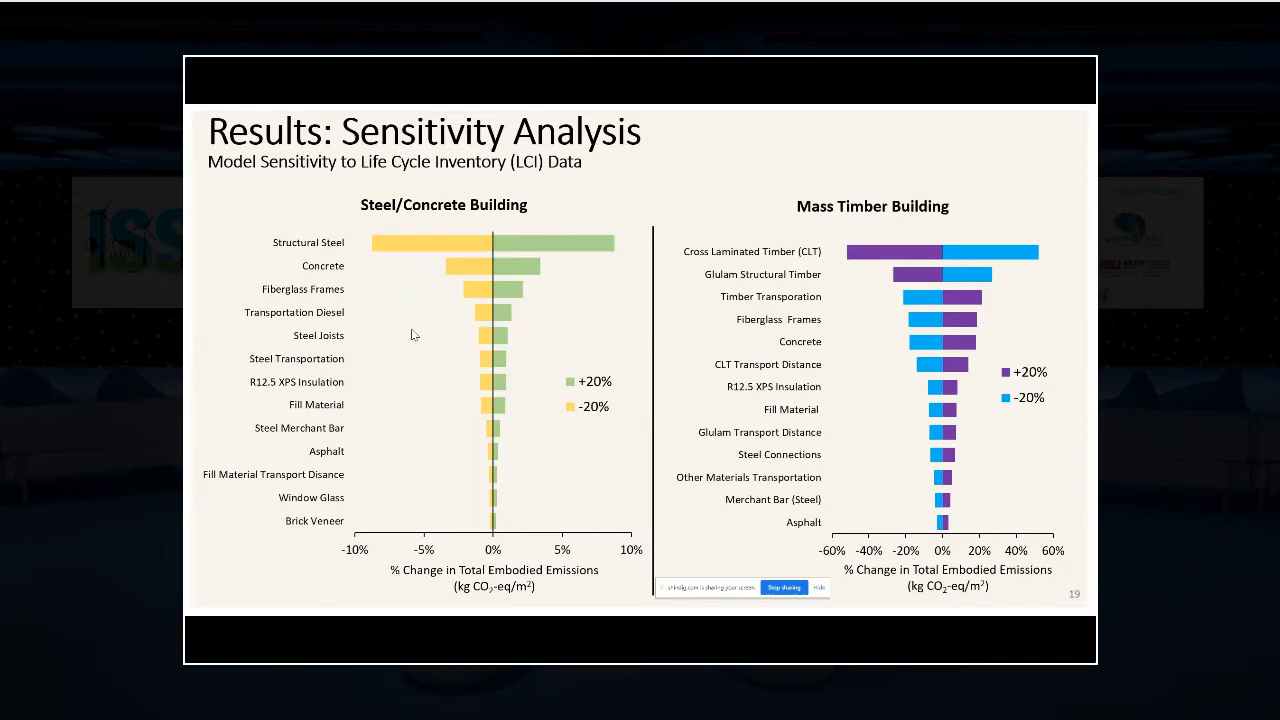 Results: Sensitivity Analysis
Model Sensitivity to Life Cycle Inventory (LCI) Data
Steel/Concrete Building
Structural Steel
Concrete
Fiberglass Frames
Transportation Diesel
Steel Joists
Steel Transportation
R12.5 XPS Insulation
Fill Material
Steel Merchant Bar
Asphalt
Fill Material Transport Disance
Window Glass
Brick Veneer
+20%
-20%
-10%
-5%
0%
5%
10%
% Change in Total Embodied Emissions
(kg CO₂-eq/m²)
Mass Timber Building
Cross Laminated Timber (CLT)
Glulam Structural Timber
Timber Transporation
Fiberglass Frames
Concrete
CLT Transport Distance
R12.5 XPS Insulation
Fill Material
Glulam Transport Distance
Steel Connections
Other Materials Transportation
Merchant Bar (Steel)
Asphalt
+20%
-20%
-60%
-40%
-20%
0%
20%
40%
60%
% Change in Total Embodied Emissions
(kg CO₂-eq/m²)
shindig.com is sharing your screen.
Stop sharing
Hide
19